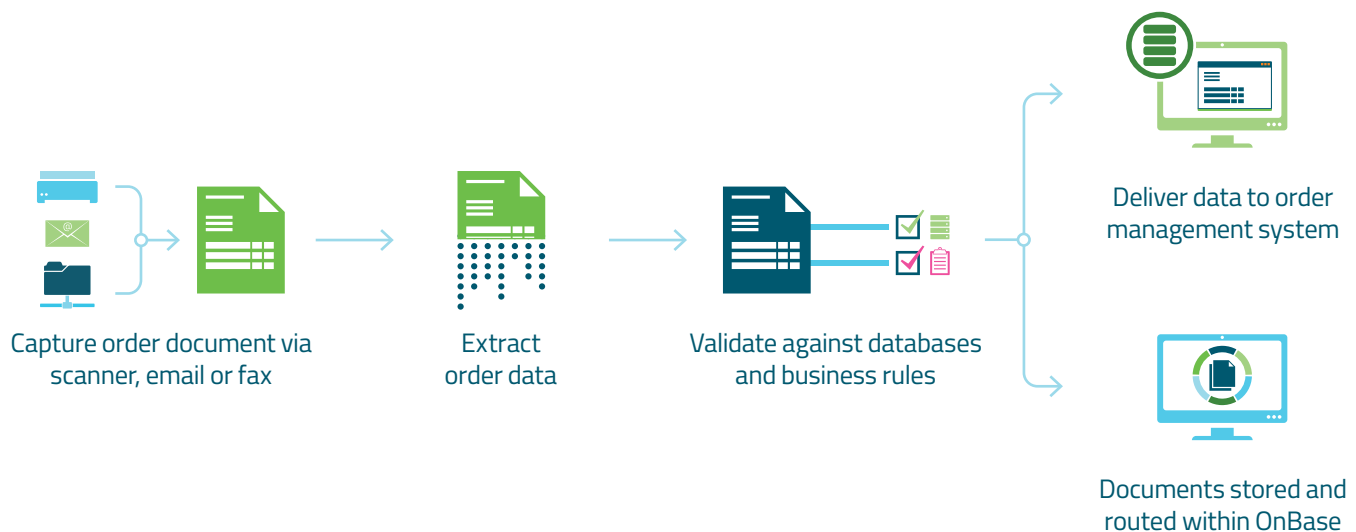 Capture order document via
scanner, email or fax
Extract
order data
Validate against databases
and business rules
Deliver data to order
management system
Documents stored and
routed within OnBase